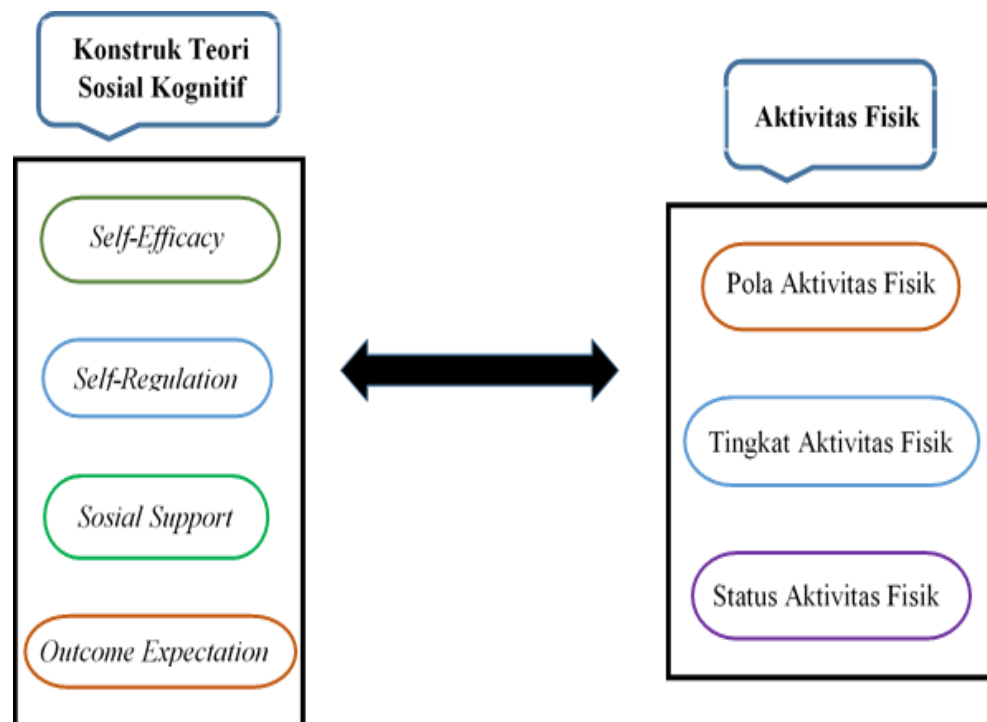 Konstruk Teori
Sosial Kognitif
Self-Efficacy
Self-Regulation
Sosial Support
Outcome Expectation
Aktivitas Fisik
Pola Aktivitas Fisik
Tingkat Aktivitas Fisik
Status Aktivitas Fisik